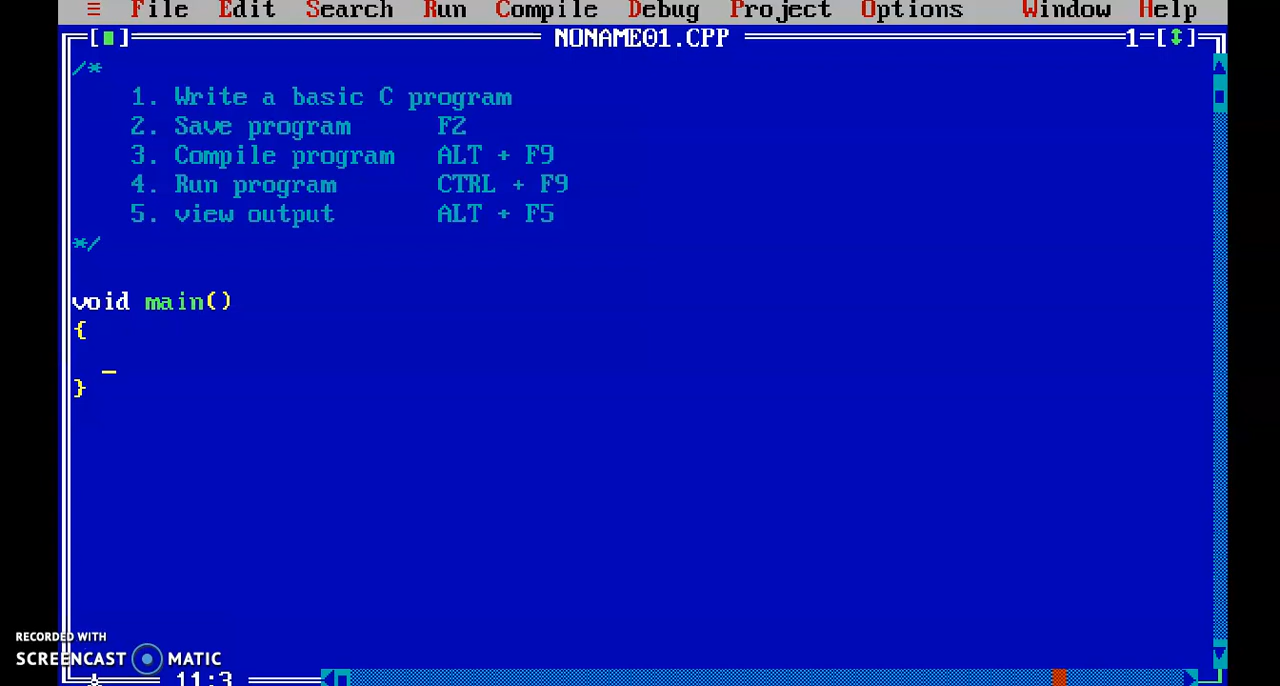 ≡ File Edit Search Run Compile Debug Project Options Window Help
[■] NONAME01.CPP 1=[↕]
/*
1. Write a basic C program
2. Save program F2
3. Compile program ALT + F9
4. Run program CTRL + F9
5. view output ALT + F5
*/
void main()
{
_
}
RECORDED WITH
SCREENCAST MATIC
* 11:3